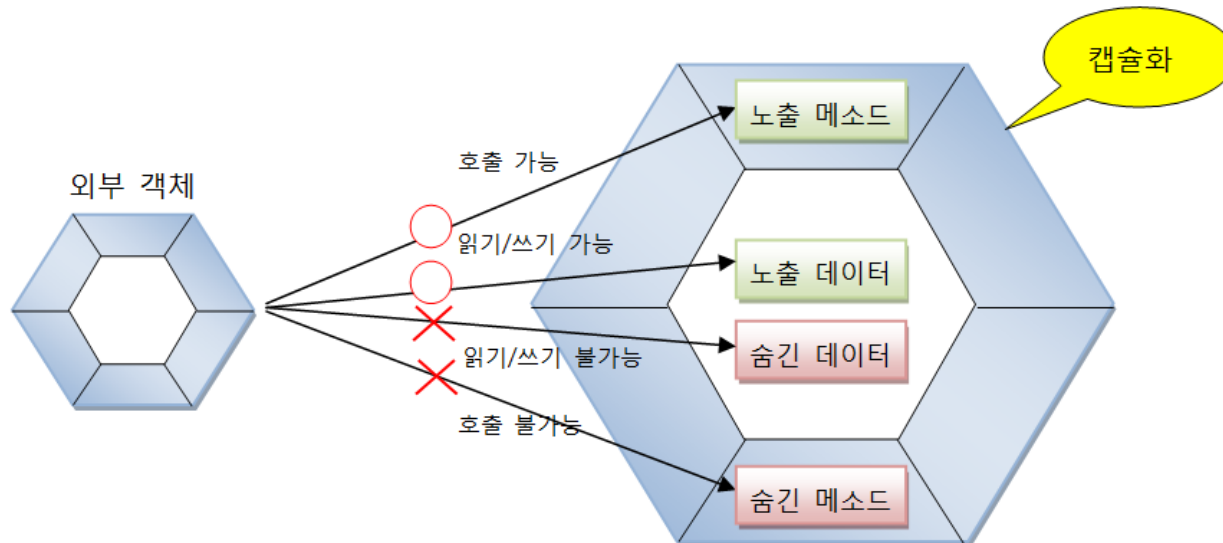 캡슐화
노출 메소드
호출 가능
외부 객체
읽기/쓰기 가능
노출 데이터
숨긴 데이터
읽기/쓰기 불가능
호출 불가능
숨긴 메소드